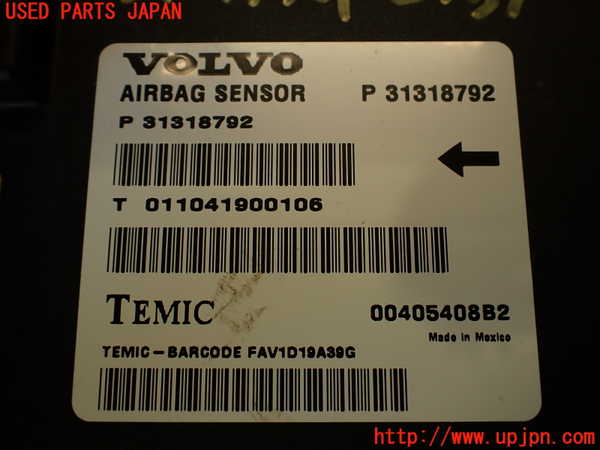 USED PARTS JAPAN
VOLVO
AIRBAG SENSOR P 31318792
P 31318792
T 011041900106
TEMIC 00405408B2
Made in Mexico
TEMIC-BARCODE FAV1D19A39G
http://www.upjpn.com